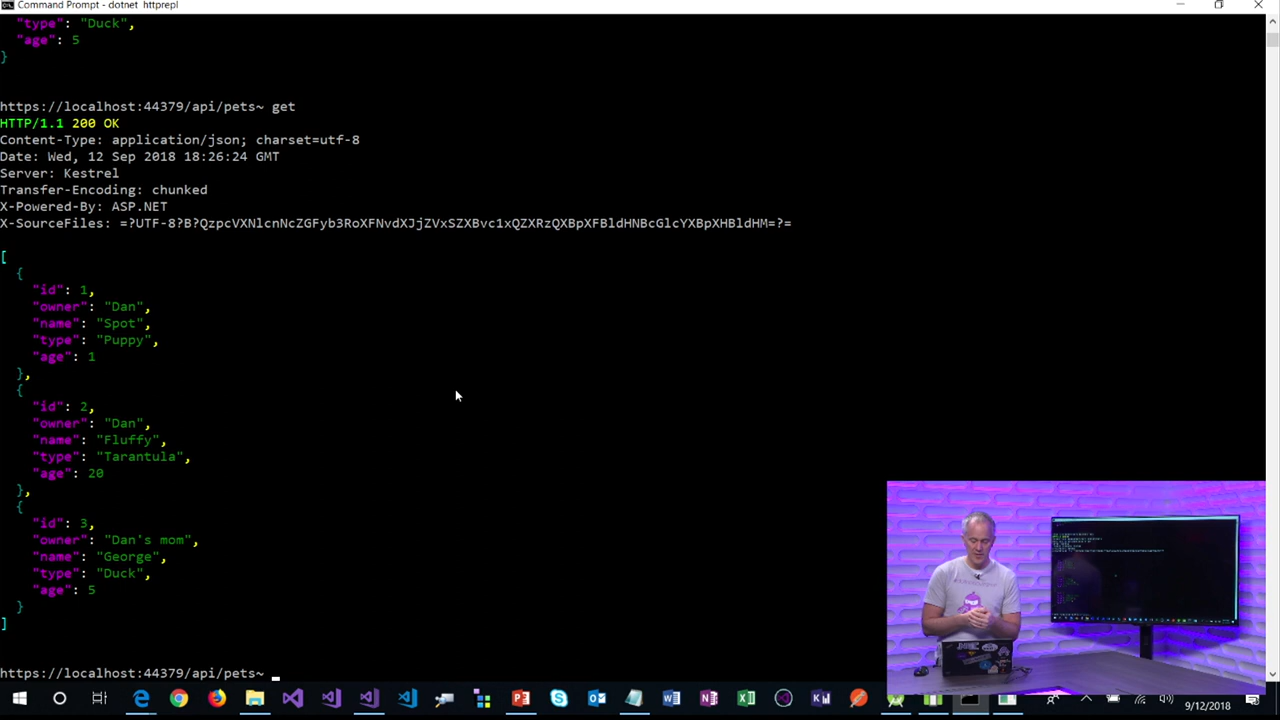 Command Prompt - dotnet httprepl
"type": "Duck",
"age": 5
}
https://localhost:44379/api/pets~ get
HTTP/1.1 200 OK
Content-Type: application/json; charset=utf-8
Date: Wed, 12 Sep 2018 18:26:24 GMT
Server: Kestrel
Transfer-Encoding: chunked
X-Powered-By: ASP.NET
X-SourceFiles: =?UTF-8?B?QzpcVXNlcnNcZGFyb3RoXFNvdXJjZVxSZXBvc1xQZXRzQXBpXFBldHNBcGlcYXBpXHBldHM=?=
[
{
"id": 1,
"owner": "Dan",
"name": "Spot",
"type": "Puppy",
"age": 1
},
{
"id": 2,
"owner": "Dan",
"name": "Fluffy",
"type": "Tarantula",
"age": 20
},
{
"id": 3,
"owner": "Dan's mom",
"name": "George",
"type": "Duck",
"age": 5
}
]
https://localhost:44379/api/pets~
9/12/2018